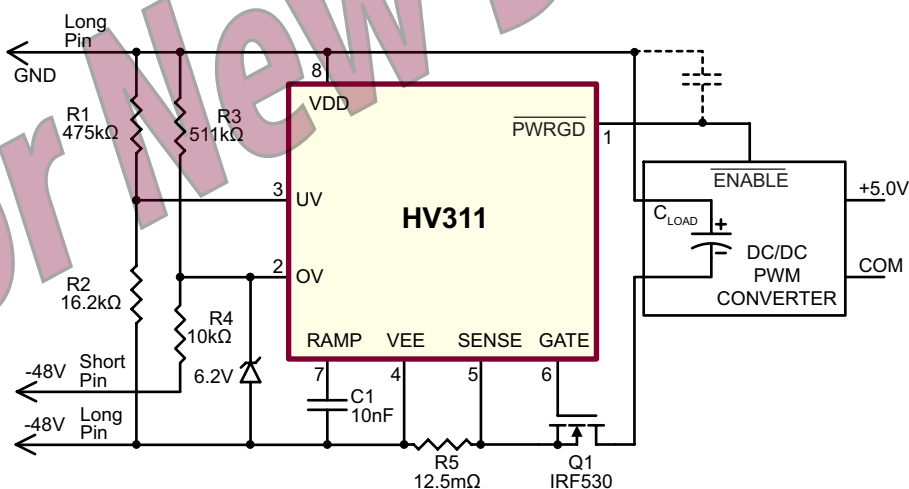 or New D
Long
Pin
GND
8
VDD
R1
475kΩ
R3
511kΩ
PWRGD
1
ENABLE
+5.0V
3
UV
HV311
C_LOAD
+
–
DC/DC
PWM
CONVERTER
COM
2
OV
R2
16.2kΩ
R4
10kΩ
RAMP
VEE
SENSE
GATE
-48V
Short
Pin
6.2V
7
4
5
6
C1
10nF
-48V
Long
Pin
R5
12.5mΩ
Q1
IRF530